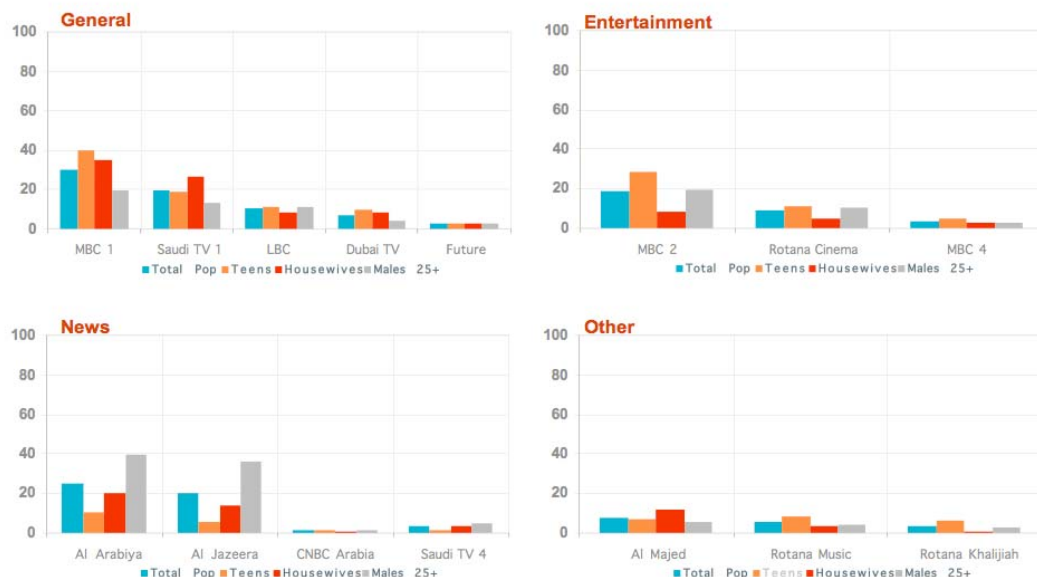 General
100
80
60
40
20
0
MBC 1 Saudi TV 1 LBC Dubai TV Future
Total Pop Teens Housewives Males 25+
Entertainment
100
80
60
40
20
0
MBC 2 Rotana Cinema MBC 4
Total Pop Teens Housewives Males 25+
News
100
80
60
40
20
0
Al Arabiya Al Jazeera CNBC Arabia Saudi TV 4
Total Pop Teens Housewives Males 25+
Other
100
80
60
40
20
0
Al Majed Rotana Music Rotana Khalijiah
Total Pop Teens Housewives Males 25+